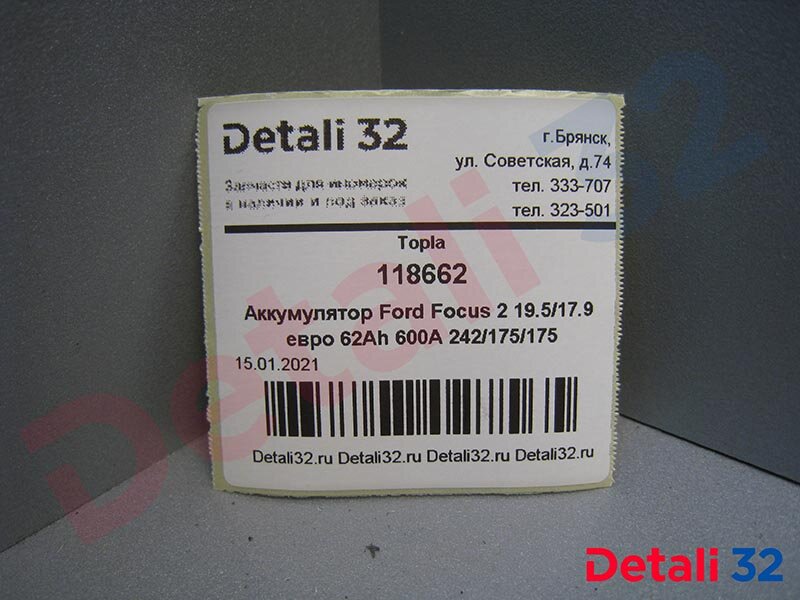 Detali 32
г.Брянск,
ул. Советская, д.74
Запчасти для иномарок
тел. 333-707
в наличии и под заказ
тел. 323-501
Topla
118662
Аккумулятор Ford Focus 2 19.5/17.9
евро 62Ah 600A 242/175/175
15.01.2021
Detali32.ru Detali32.ru Detali32.ru Detali32.ru
Detali 32
Detali 32